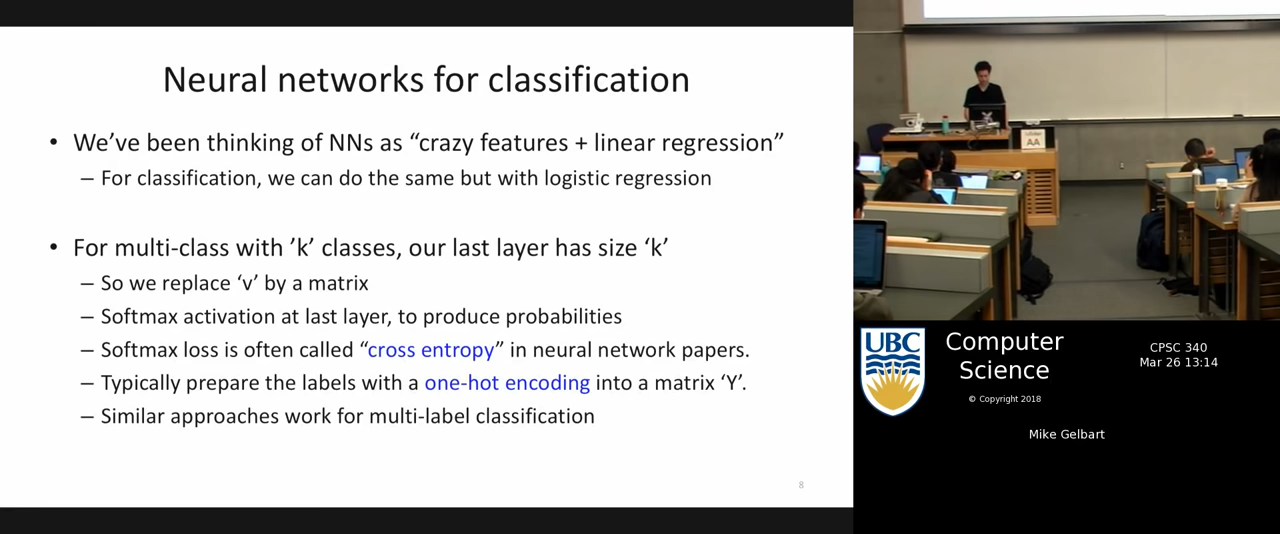 Neural networks for classification
• We’ve been thinking of NNs as “crazy features + linear regression”
– For classification, we can do the same but with logistic regression
• For multi-class with ’k’ classes, our last layer has size ‘k’
– So we replace ‘v’ by a matrix
– Softmax activation at last layer, to produce probabilities
– Softmax loss is often called “cross entropy” in neural network papers.
– Typically prepare the labels with a one-hot encoding into a matrix ‘Y’.
– Similar approaches work for multi-label classification
8
AA
UBC
Computer
Science
© Copyright 2018
CPSC 340
Mar 26 13:14
Mike Gelbart